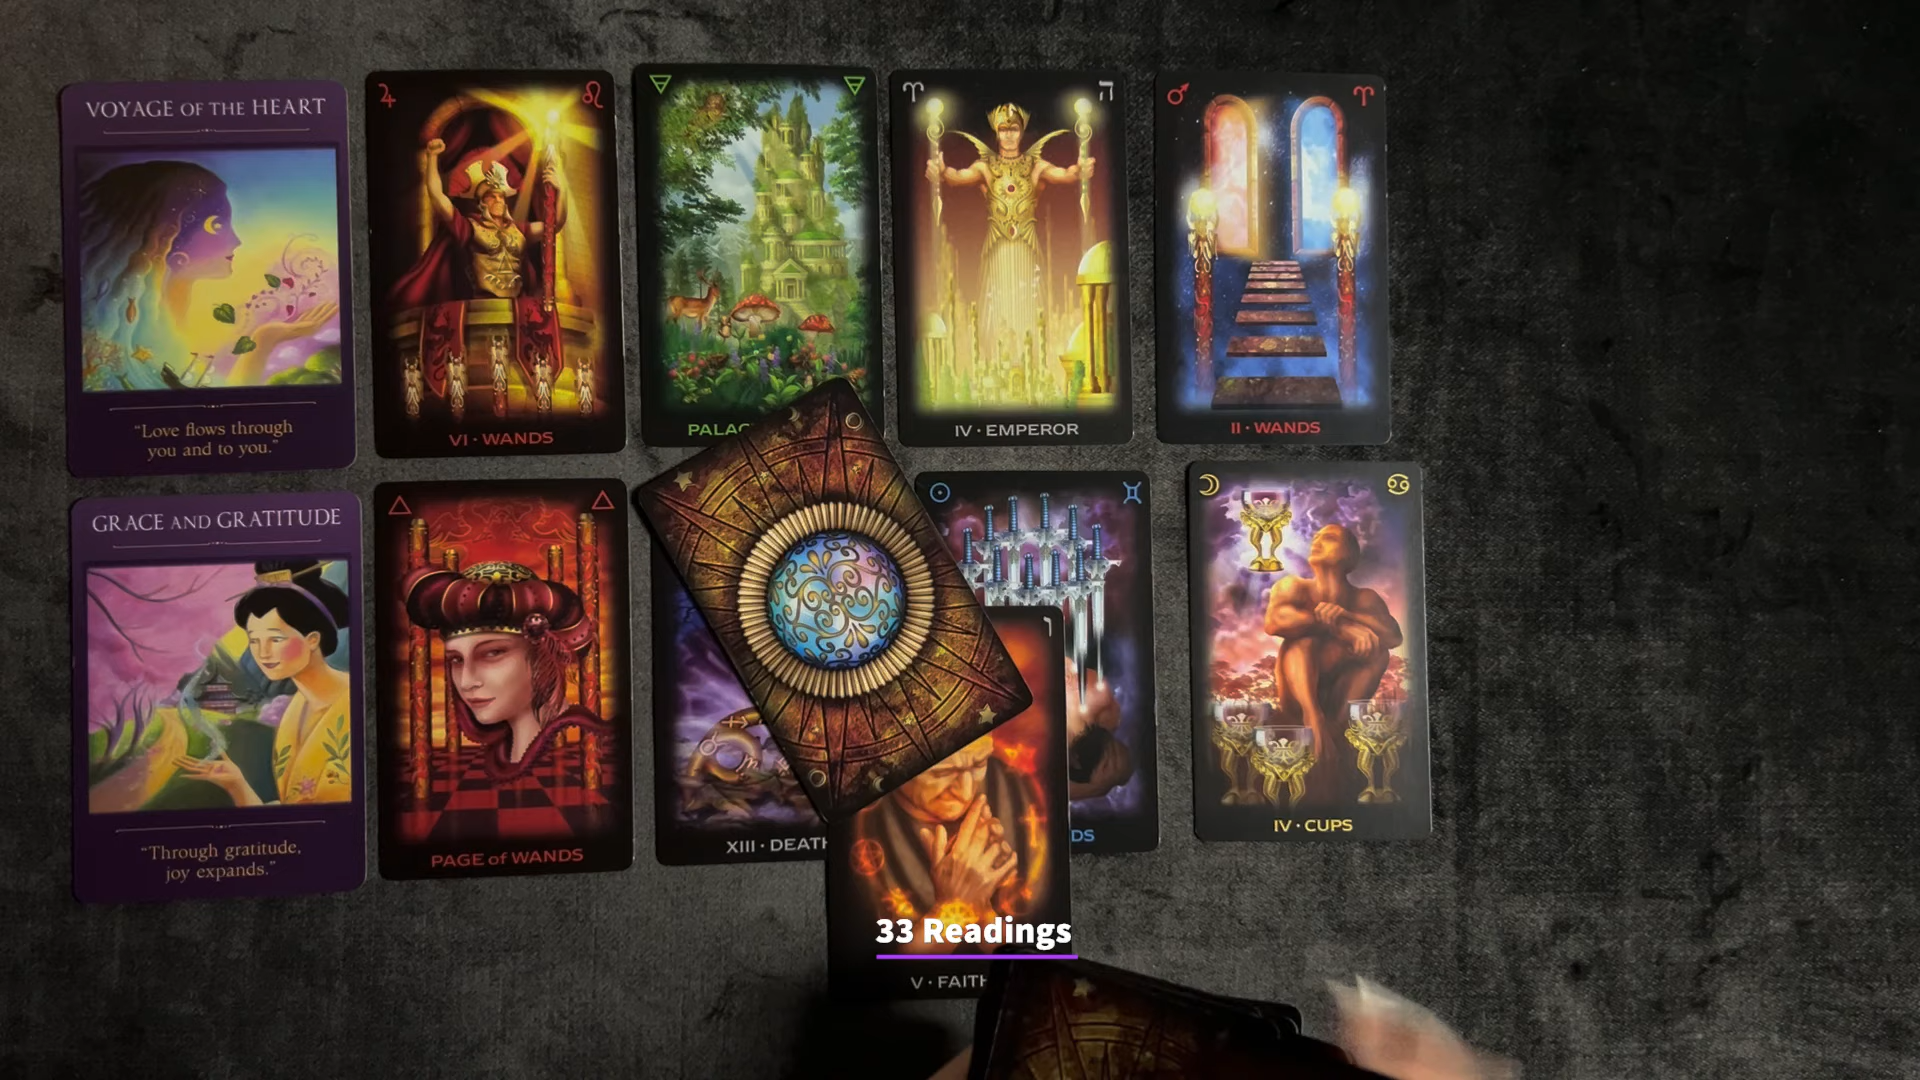 VOYAGE OF THE HEART
"Love flows through
you and to you."
VI · WANDS
PALAC
IV · EMPEROR
II · WANDS
GRACE AND GRATITUDE
"Through gratitude,
joy expands."
PAGE of WANDS
XIII · DEATH
DS
IV · CUPS
V · FAITH
33 Readings